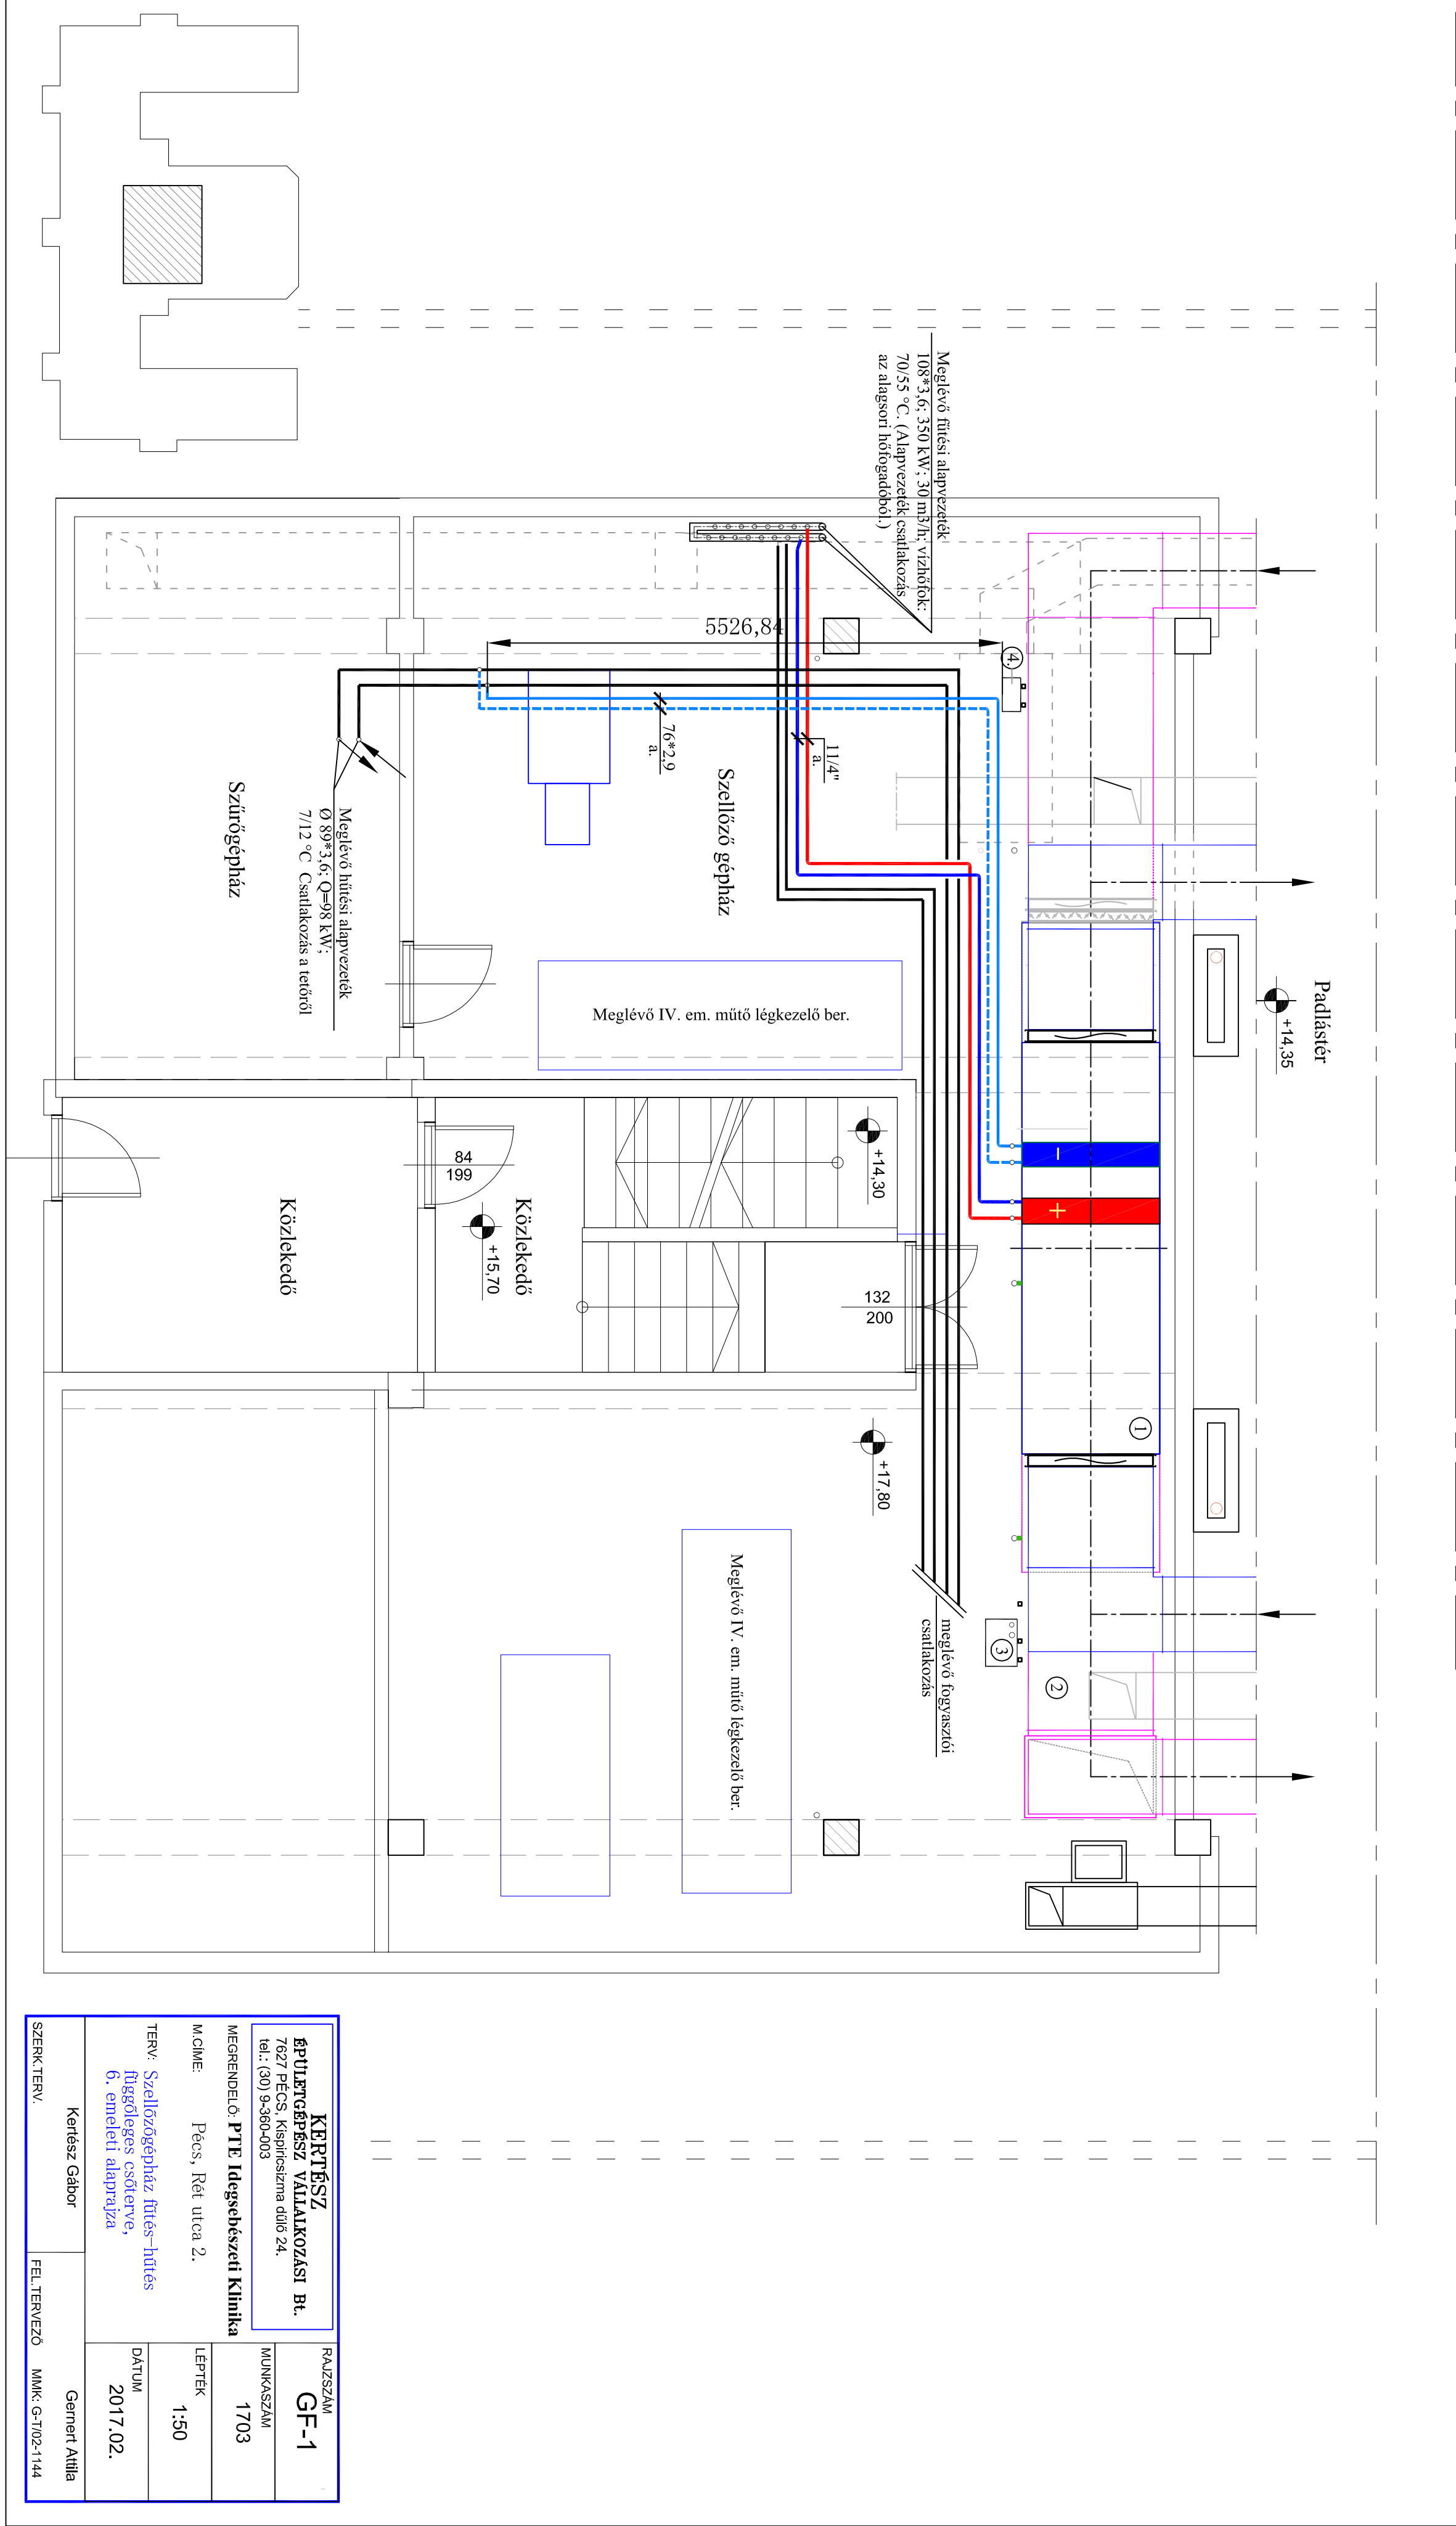 Padlástér
+14,35
Meglévő fűtési alapvezeték
108*3,6; 350 kW; 30 m3/h; vízhőfok:
70/55 °C. (Alapvezeték csatlakozás
az alagsori hőfogadóból.)
5526,84
4.
76*2,9
a.
11/4"
a.
Szellőző gépház
Szűrőgépház
Meglévő hűtési alapvezeték
Ø 89*3,6; Q=98 kW;
7/12 °C Csatlakozás a tetőről
Meglévő IV. em. műtő légkezelő ber.
-
+
+14,30
84
199
Közlekedő
+15,70
Közlekedő
132
200
1
+17,80
Meglévő IV. em. műtő légkezelő ber.
meglévő fogyasztói
csatlakozás
3
2
KERTÉSZ
ÉPÜLETGÉPÉSZ VÁLLALKOZÁSI Bt.
7627 PÉCS, Kispiricsizma dűlő 24.
tel.: (30) 9-360-003
MEGRENDELŐ: PTE Idegsebészeti Klinika
M.CÍME: Pécs, Rét utca 2.
TERV: Szellőzőgépház fűtés-hűtés
függőleges csőterve,
6. emeleti alaprajza
RAJZSZÁM
GF-1
MUNKASZÁM
1703
LÉPTÉK
1:50
DÁTUM
2017.02.
Kertész Gábor
SZERK.TERV.
Gernert Attila
FEL.TERVEZŐ MMK: G-T/02-1144